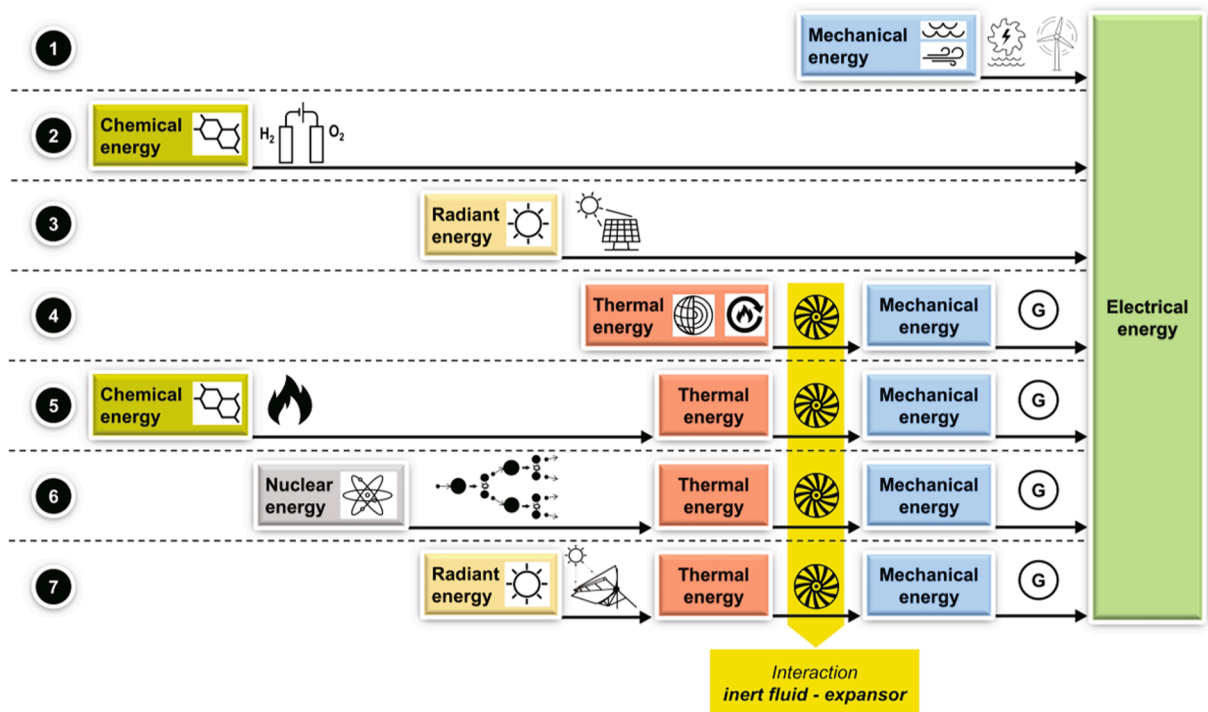 1
Mechanical
energy
2
Chemical
energy
H2
O2
3
Radiant
energy
4
Thermal
energy
Mechanical
energy
G
Electrical
energy
5
Chemical
energy
Thermal
energy
Mechanical
energy
G
6
Nuclear
energy
Thermal
energy
Mechanical
energy
G
7
Radiant
energy
Thermal
energy
Mechanical
energy
G
Interaction
inert fluid - expansor